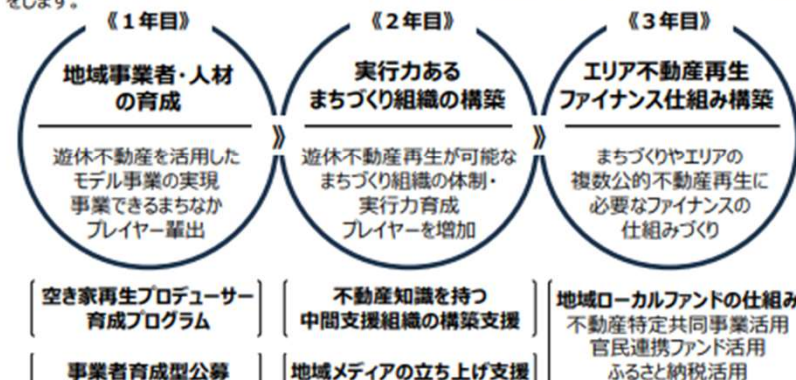 をします。
《1年目》
地域事業者・人材
の育成
遊休不動産を活用した
モデル事業の実現
事業できるまちなか
プレイヤー輩出
空き家再生プロデューサー
育成プログラム
事業者育成型公募
》
《2年目》
実行力ある
まちづくり組織の構築
遊休不動産再生が可能な
まちづくり組織の体制・
実行力育成
プレイヤーを増加
不動産知識を持つ
中間支援組織の構築支援
地域メディアの立ち上げ支援
》
《3年目》
エリア不動産再生
ファイナンス仕組み構築
まちづくりやエリアの
複数公的不動産再生に
必要なファイナンスの
仕組みづくり
地域ローカルファンドの仕組み
不動産特定共同事業活用
官民連携ファンド活用
ふるさと納税活用